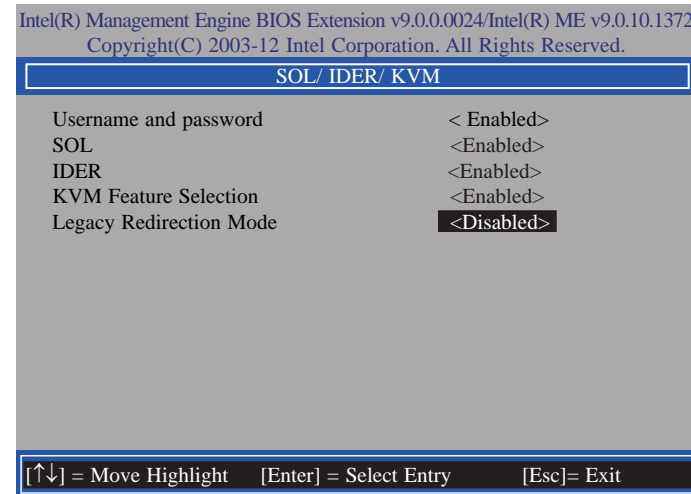 Intel(R) Management Engine BIOS Extension v9.0.0.0024/Intel(R) ME v9.0.10.1372
Copyright(C) 2003-12 Intel Corporation. All Rights Reserved.
SOL/ IDER/ KVM
Username and password < Enabled>
SOL <Enabled>
IDER <Enabled>
KVM Feature Selection <Enabled>
Legacy Redirection Mode <Disabled>
[↑↓] = Move Highlight [Enter] = Select Entry [Esc]= Exit